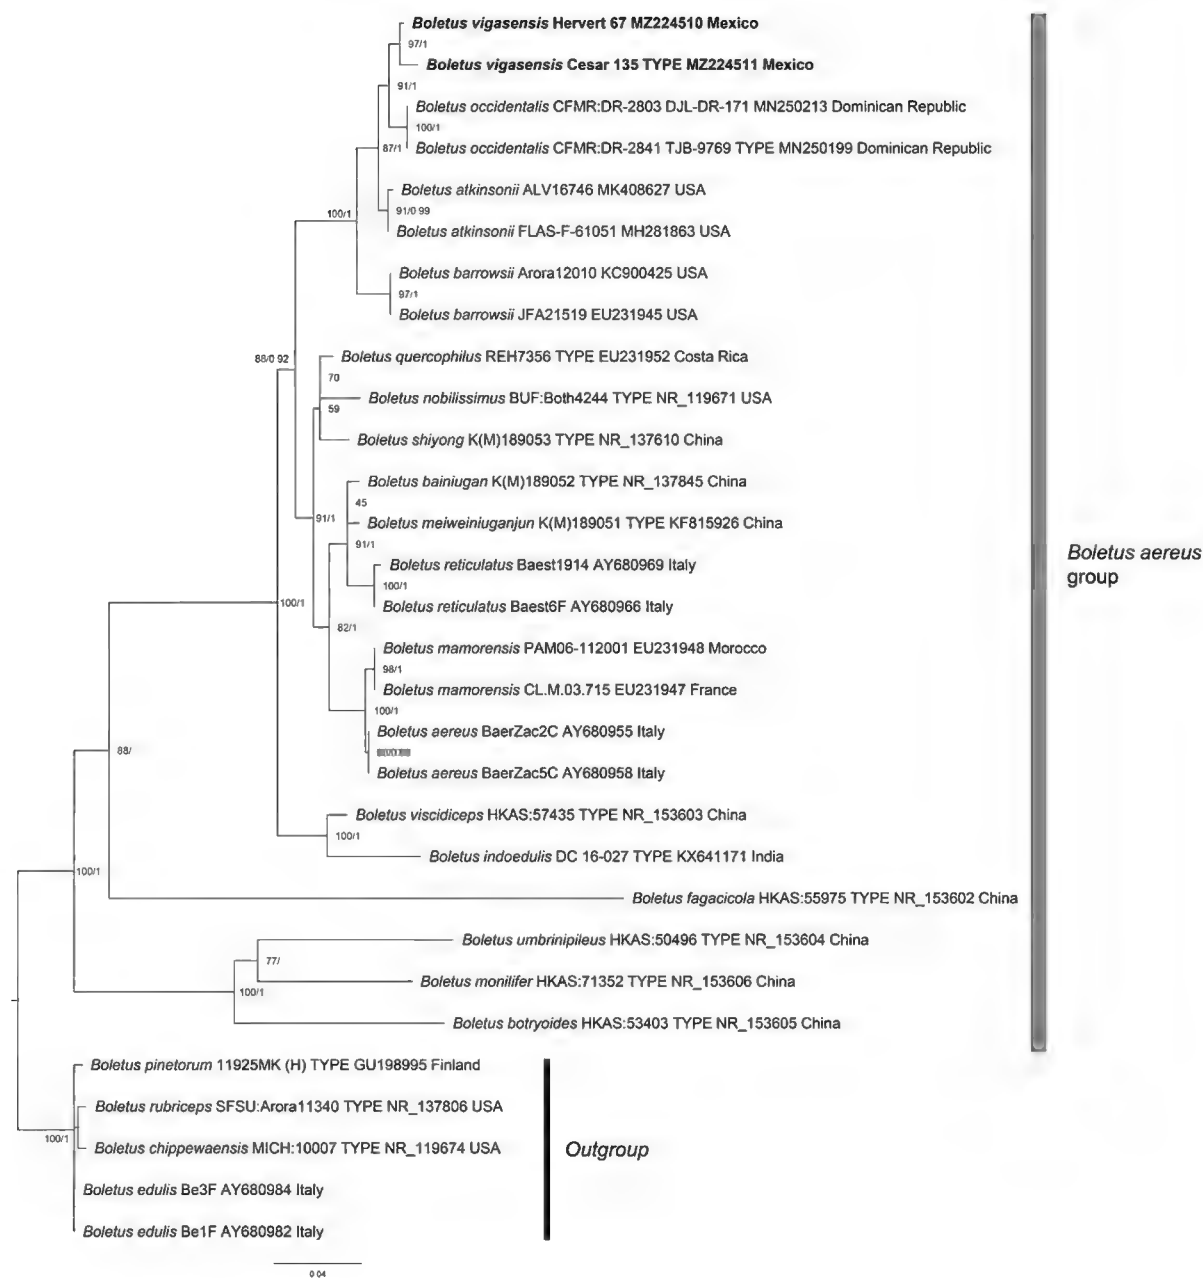 Boletus vigasensis Hervert 67 MZ224510 Mexico
97/1
Boletus vigasensis Cesar 135 TYPE MZ224511 Mexico
91/1
Boletus occidentalis CFMR:DR-2803 DJL-DR-171 MN250213 Dominican Republic
100/1
87/1
Boletus occidentalis CFMR:DR-2841 TJB-9769 TYPE MN250199 Dominican Republic
Boletus atkinsonii ALV16746 MK408627 USA
100/1
91/0 99
Boletus atkinsonii FLAS-F-61051 MH281863 USA
Boletus barrowsii Arora12010 KC900425 USA
97/1
Boletus barrowsii JFA21519 EU231945 USA
88/0 92
Boletus quercophilus REH7356 TYPE EU231952 Costa Rica
70
Boletus nobilissimus BUF:Both4244 TYPE NR_119671 USA
59
Boletus shiyong K(M)189053 TYPE NR_137610 China
Boletus bainiugan K(M)189052 TYPE NR_137845 China
45
91/1
Boletus meiweiniuganjun K(M)189051 TYPE KF815926 China
91/1
Boletus reticulatus Baest1914 AY680969 Italy
100/1
100/1
Boletus reticulatus Baest6F AY680966 Italy
82/1
Boletus mamorensis PAM06-112001 EU231948 Morocco
98/1
Boletus mamorensis CL.M.03.715 EU231947 France
100/1
Boletus aereus BaerZac2C AY680955 Italy
88/
Boletus aereus BaerZac5C AY680958 Italy
Boletus viscidiceps HKAS:57435 TYPE NR_153603 China
100/1
Boletus indoedulis DC 16-027 TYPE KX641171 India
100/1
Boletus fagacicola HKAS:55975 TYPE NR_153602 China
Boletus umbrinipileus HKAS:50496 TYPE NR_153604 China
77/
Boletus monilifer HKAS:71352 TYPE NR_153606 China
100/1
Boletus botryoides HKAS:53403 TYPE NR_153605 China
Boletus aereus
group
Boletus pinetorum 11925MK (H) TYPE GU198995 Finland
Boletus rubriceps SFSU:Arora11340 TYPE NR_137806 USA
100/1
Boletus chippewaensis MICH:10007 TYPE NR_119674 USA
Boletus edulis Be3F AY680984 Italy
Boletus edulis Be1F AY680982 Italy
Outgroup
0 04